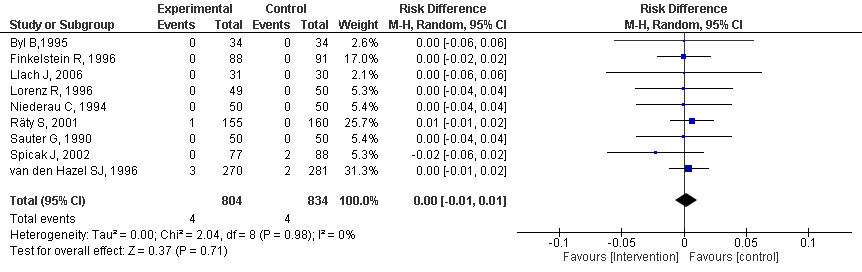 Experimental Control Risk Difference Risk Difference
Study or Subgroup Events Total Events Total Weight M-H, Random, 95% CI M-H, Random, 95% CI
Byl B,1995 0 34 0 34 2.6% 0.00 [-0.06, 0.06]
Finkelstein R, 1996 0 88 0 91 17.0% 0.00 [-0.02, 0.02]
Llach J, 2006 0 31 0 30 2.1% 0.00 [-0.06, 0.06]
Lorenz R, 1996 0 49 0 50 5.5% 0.00 [-0.04, 0.04]
Niederau C, 1994 0 50 0 50 5.5% 0.00 [-0.04, 0.04]
Räty S, 2001 1 155 0 160 25.7% 0.01 [-0.01, 0.02]
Sauter G, 1990 0 50 0 50 5.5% 0.00 [-0.04, 0.04]
Spicak J, 2002 0 77 2 88 4.7% -0.02 [-0.06, 0.02]
van den Hazel SJ, 1996 3 270 2 281 31.3% 0.00 [-0.01, 0.02]
Total (95% CI) 804 834 100.0% 0.00 [-0.01, 0.01]
Total events 4 4
Heterogeneity: Tau² = 0.00; Chi² = 2.04, df = 8 (P = 0.98); I² = 0%
Test for overall effect: Z = 0.37 (P = 0.71)
-0.1 -0.05 0 0.05 0.1
Favours [Intervention] Favours [control]